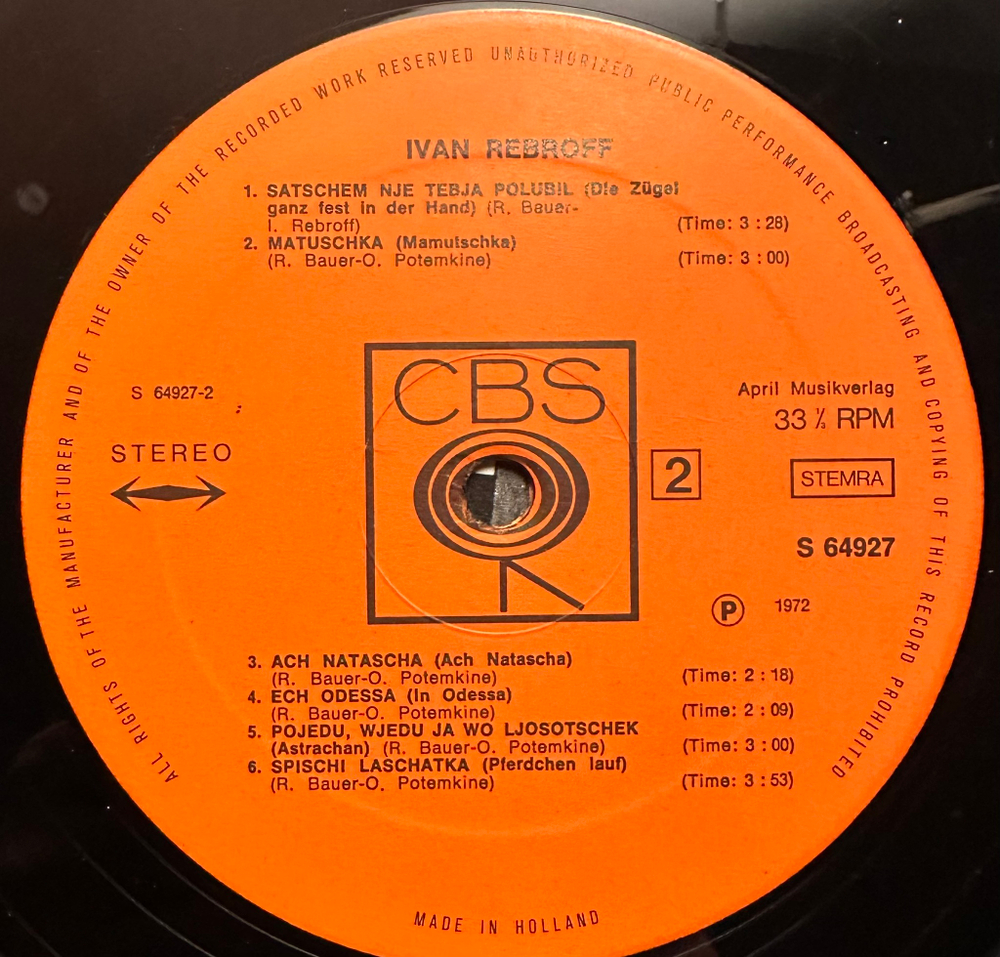 ALL RIGHTS OF THE MANUFACTURER AND OF THE OWNER OF THE RECORDED WORK RESERVED UNAUTHORIZED PUBLIC PERFORMANCE BROADCASTING AND COPYING OF THiS RECORD PROHIBITED
IVAN REBROFF
1. SATSCHEM NJE TEBJA POLUBIL (Die Zügel
ganz fest in der Hand) (R. Bauer-
I. Rebroff) (Time: 3 : 28)
2. MATUSCHKA (Mamutschka)
(R. Bauer-O. Potemkine) (Time: 3 : 00)
CBS
S 64927-2
STEREO
2
April Musikverlag
33 ⅓ RPM
STEMRA
S 64927
Ⓟ 1972
3. ACH NATASCHA (Ach Natascha)
(R. Bauer-O. Potemkine) (Time: 2 : 18)
4. ECH ODESSA (In Odessa)
(R. Bauer-O. Potemkine) (Time: 2 : 09)
5. POJEDU, WJEDU JA WO LJOSOTSCHEK
(Astrachan) (R. Bauer-O. Potemkine) (Time: 3 : 00)
6. SPISCHI LASCHATKA (Pferdchen lauf)
(R. Bauer-O. Potemkine) (Time: 3 : 53)
MADE IN HOLLAND